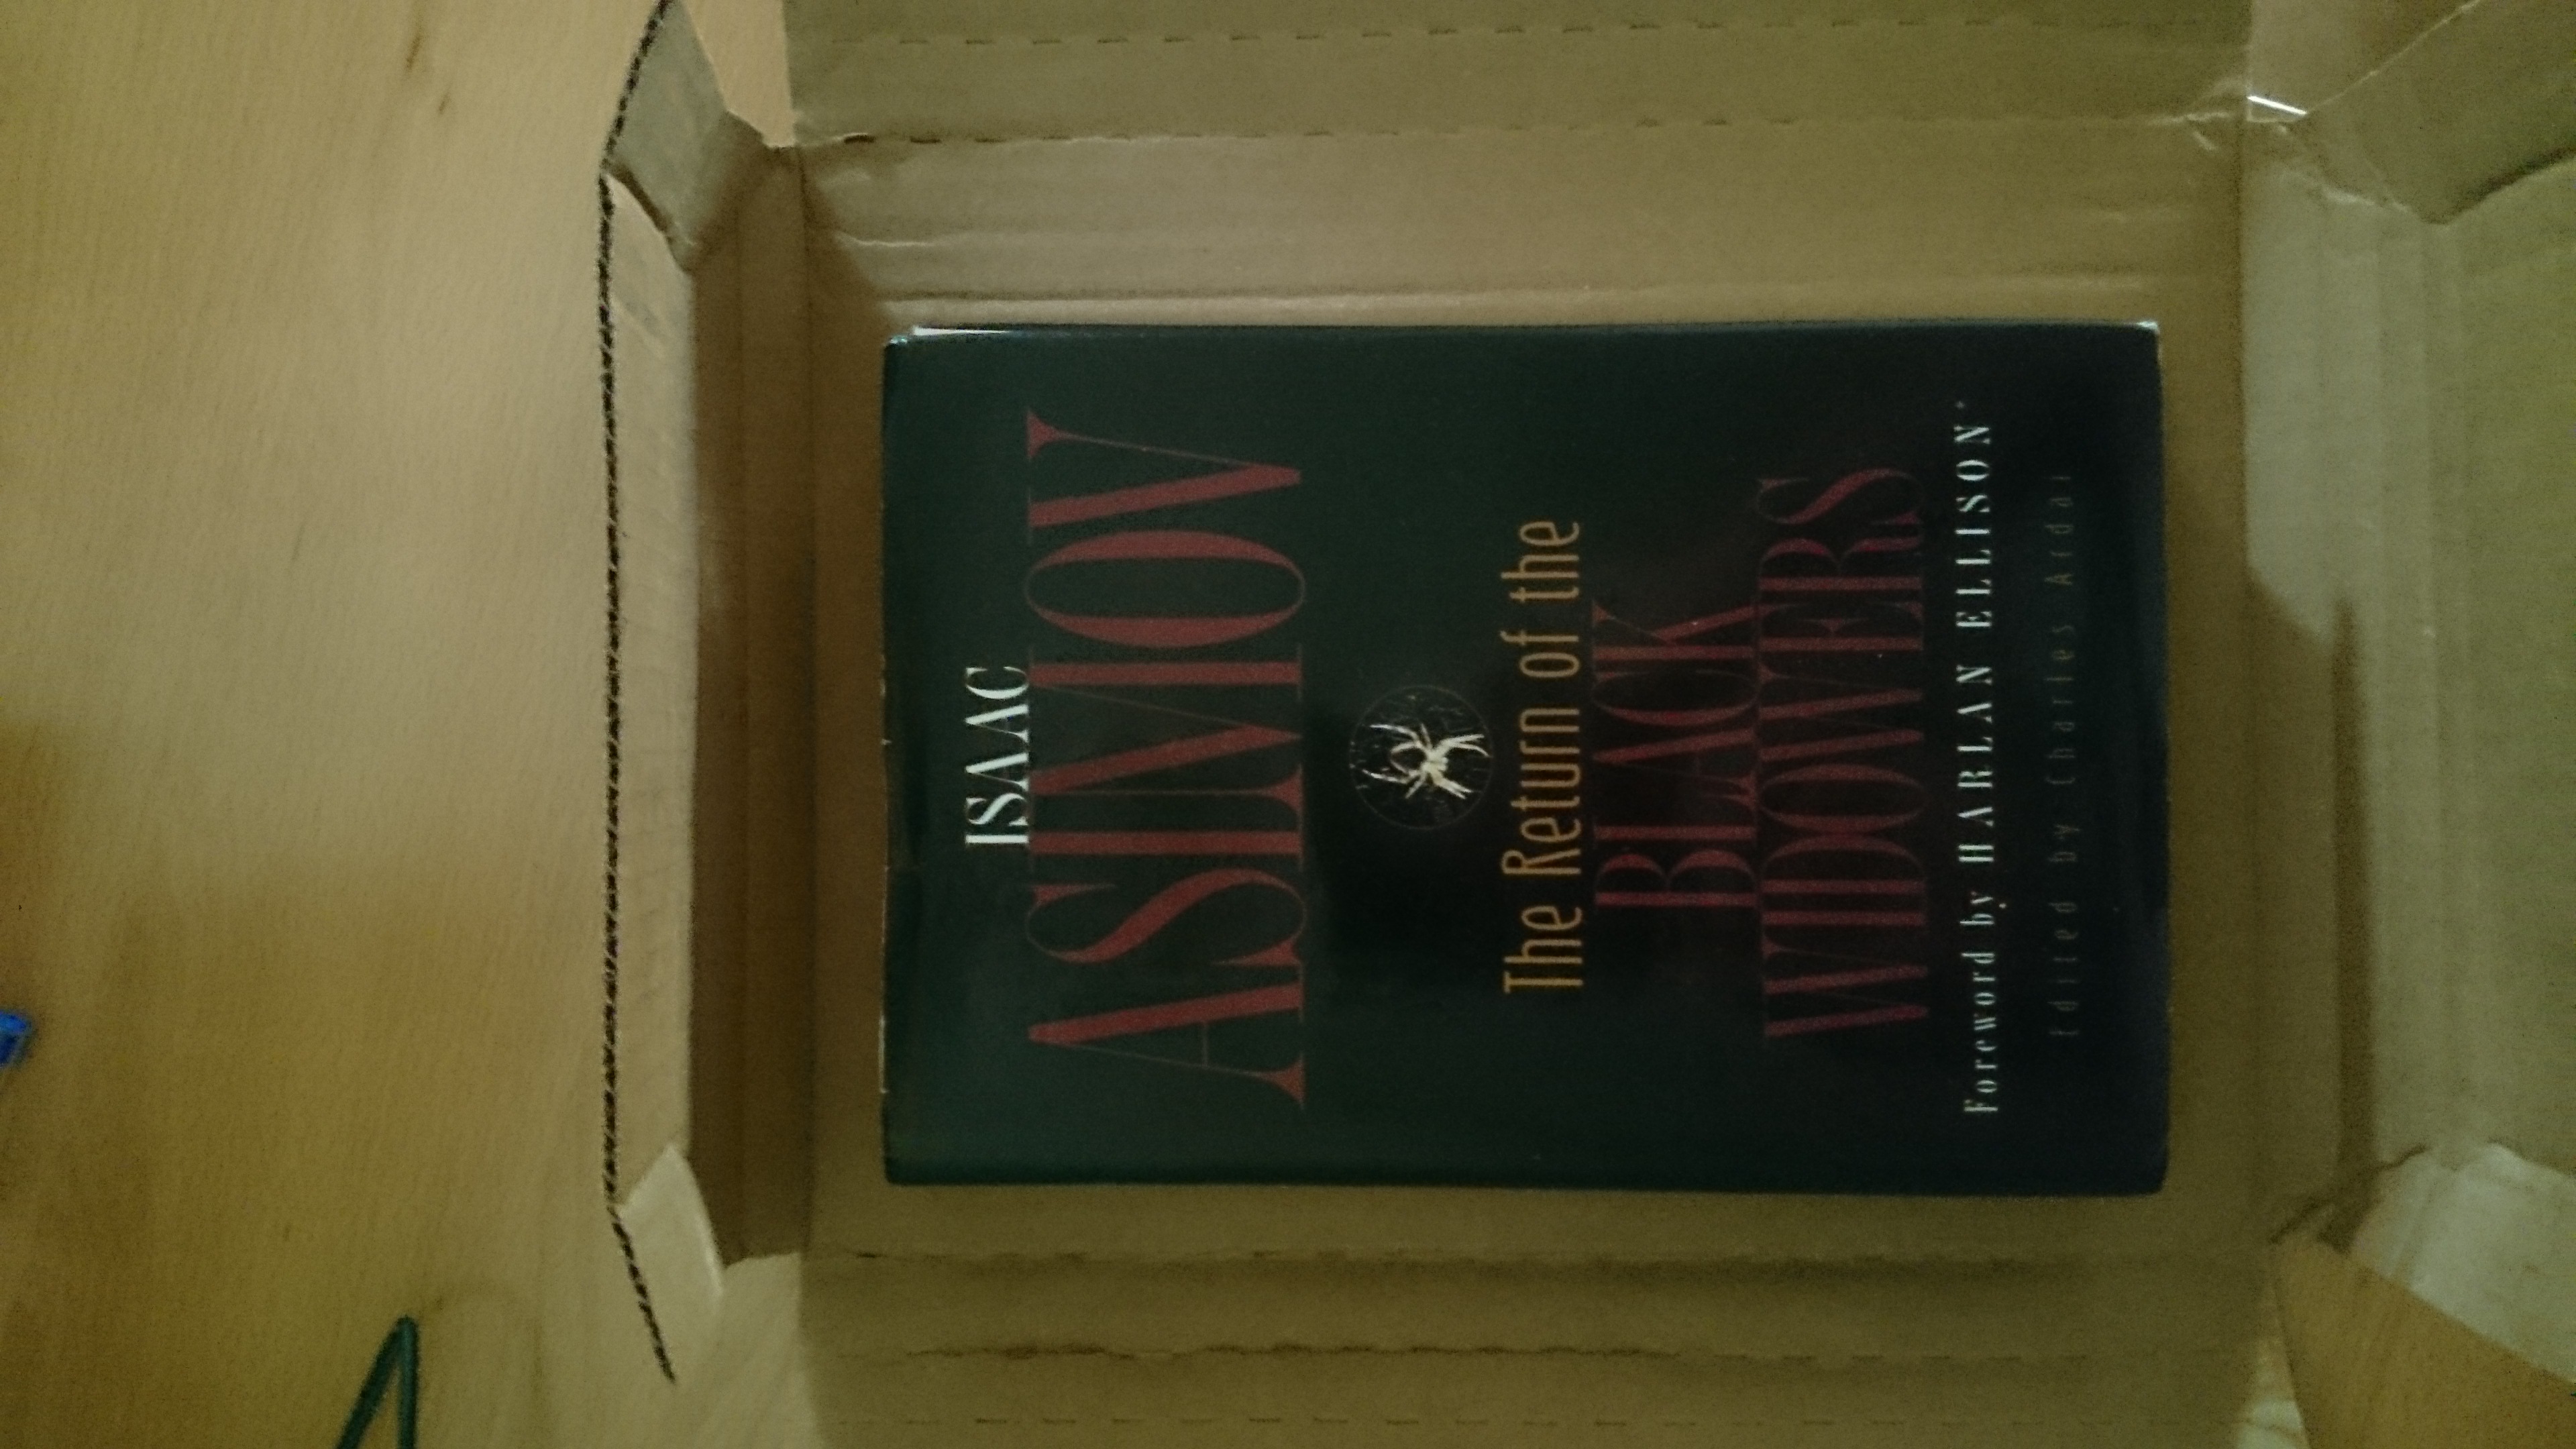 ISAAC
ASIMOV
The Return of the
BLACK
WIDOWERS
Foreword by HARLAN ELLISON
Edited by Charles Ardai